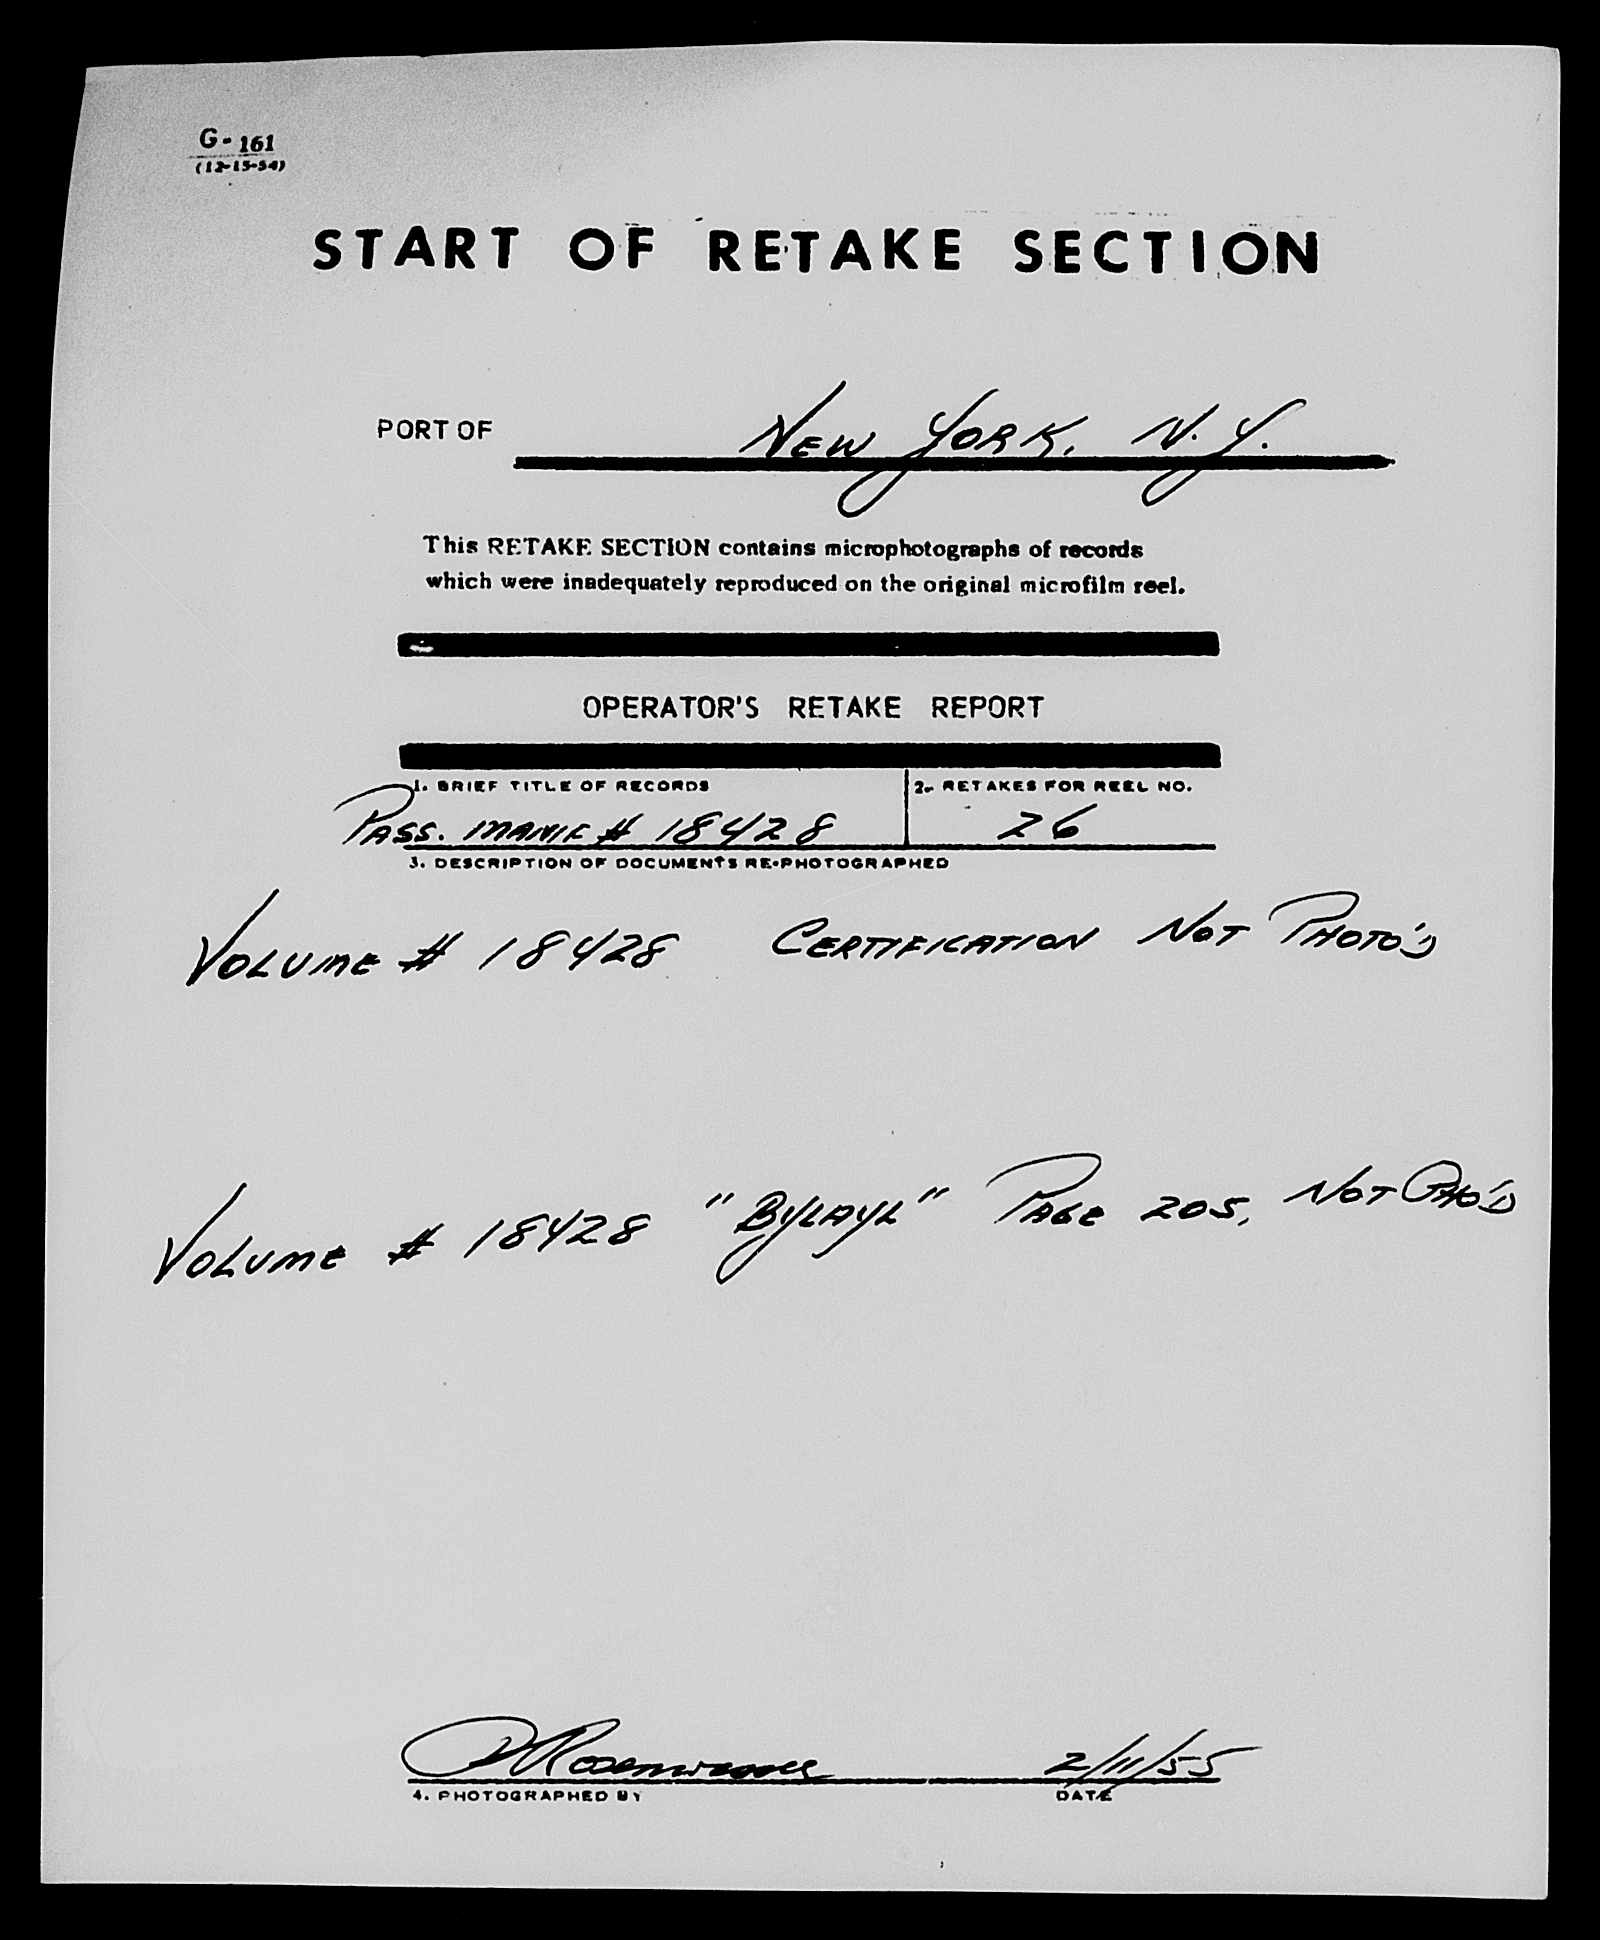 G-161
(12-15-54)
START OF RETAKE SECTION
PORT OF NEW YORK, N.Y.
This RETAKE SECTION contains microphotographs of records
which were inadequately reproduced on the original microfilm reel.
OPERATOR'S RETAKE REPORT
1. BRIEF TITLE OF RECORDS 2. RETAKES FOR REEL NO.
PASS. MANIF # 18428 26
3. DESCRIPTION OF DOCUMENTS RE-PHOTOGRAPHED
VOLUME # 18428 CERTIFICATION NOT PHOTO'D
VOLUME # 18428 "BYLAYL" PAGE 205, NOT PHO'D
2/11/55
4. PHOTOGRAPHED BY DATE